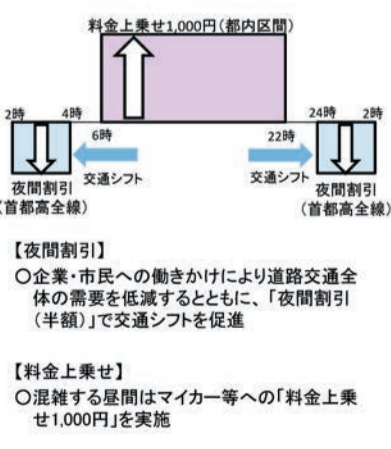 料金上乗せ1,000円(都内区間)
2時 4時 24時 2時
6時 22時
交通シフト 交通シフト
夜間割引 夜間割引
(首都高全線) (首都高全線)
【夜間割引】
○企業・市民への働きかけにより道路交通全
体の需要を低減するとともに、「夜間割引
(半額)」で交通シフトを促進
【料金上乗せ】
○混雑する昼間はマイカー等への「料金上乗
せ1,000円」を実施